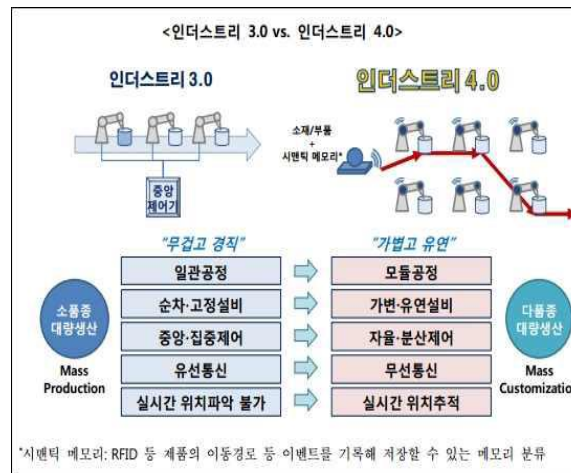 <인더스트리 3.0 vs. 인더스트리 4.0>
인더스트리 3.0
인더스트리 4.0
소재/부품
+
시맨틱 메모리*
중앙
제어기
"무겁고 경직"
"가볍고 유연"
소품종
대량생산
Mass
Production
일관공정
모듈공정
순차·고정설비
가변·유연설비
중앙·집중제어
자율·분산제어
유선통신
무선통신
실시간 위치파악 불가
실시간 위치추적
다품종
대량생산
Mass
Customization
*시맨틱 메모리: RFID 등 제품의 이동경로 등 이벤트를 기록해 저장할 수 있는 메모리 분류